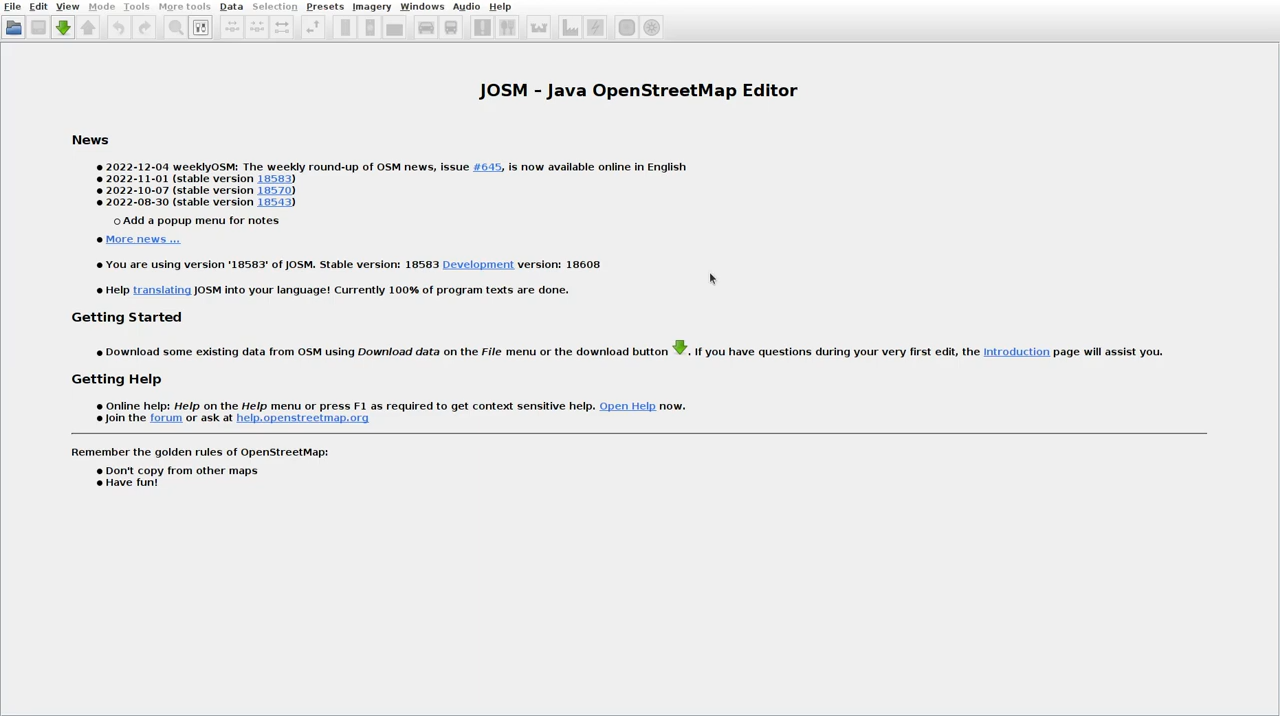 File Edit View Mode Tools More tools Data Selection Presets Imagery Windows Audio Help
JOSM – Java OpenStreetMap Editor
News
2022-12-04 weeklyOSM: The weekly round-up of OSM news, issue #645, is now available online in English
2022-11-01 (stable version 18583)
2022-10-07 (stable version 18570)
2022-08-30 (stable version 18543)
Add a popup menu for notes
More news ...
You are using version '18583' of JOSM. Stable version: 18583 Development version: 18608
Help translating JOSM into your language! Currently 100% of program texts are done.
Getting Started
Download some existing data from OSM using Download data on the File menu or the download button . If you have questions during your very first edit, the Introduction page will assist you.
Getting Help
Online help: Help on the Help menu or press F1 as required to get context sensitive help. Open Help now.
Join the forum or ask at help.openstreetmap.org
Remember the golden rules of OpenStreetMap:
Don't copy from other maps
Have fun!